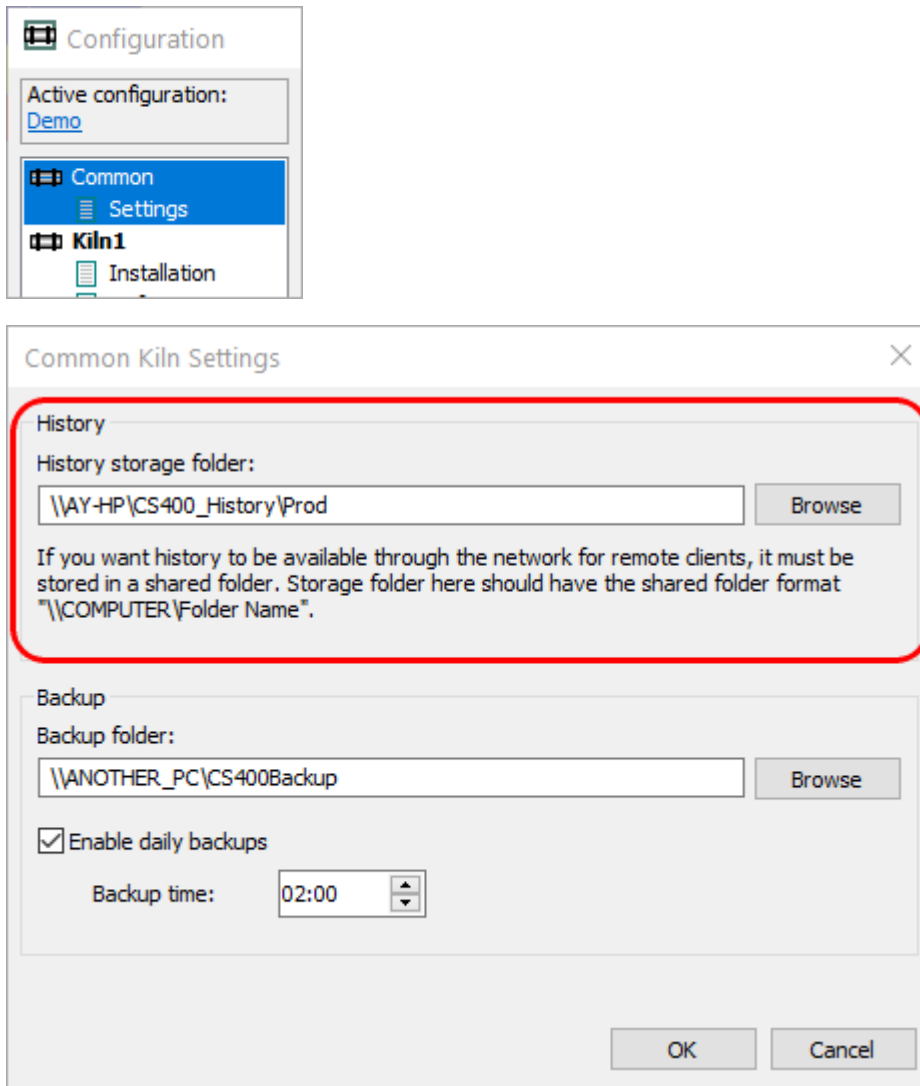 Configuration
Active configuration:
Demo
Common
Settings
Kiln1
Installation
Common Kiln Settings
History
History storage folder:
\\AY-HP\CS400_History\Prod
Browse
If you want history to be available through the network for remote clients, it must be
stored in a shared folder. Storage folder here should have the shared folder format
"\\COMPUTER\Folder Name".
Backup
Backup folder:
\\ANOTHER_PC\CS400Backup
Browse
Enable daily backups
Backup time:
02:00
OK
Cancel